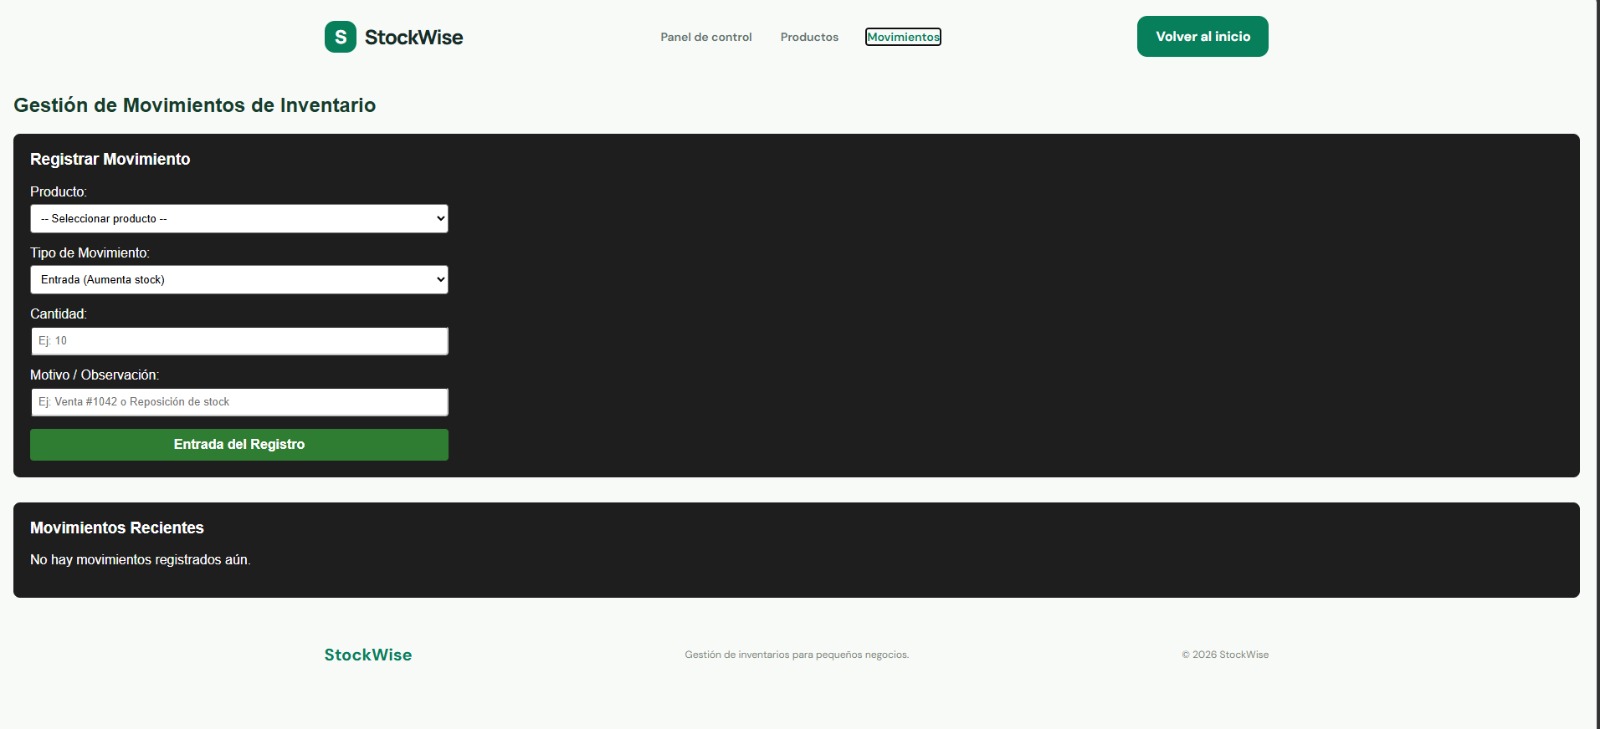 S StockWise
Panel de control
Productos
Movimientos
Volver al inicio
Gestión de Movimientos de Inventario
Registrar Movimiento
Producto:
-- Seleccionar producto --
Tipo de Movimiento:
Entrada (Aumenta stock)
Cantidad:
Ej: 10
Motivo / Observación:
Ej: Venta #1042 o Reposición de stock
Entrada del Registro
Movimientos Recientes
No hay movimientos registrados aún.
StockWise
Gestión de inventarios para pequeños negocios.
© 2026 StockWise